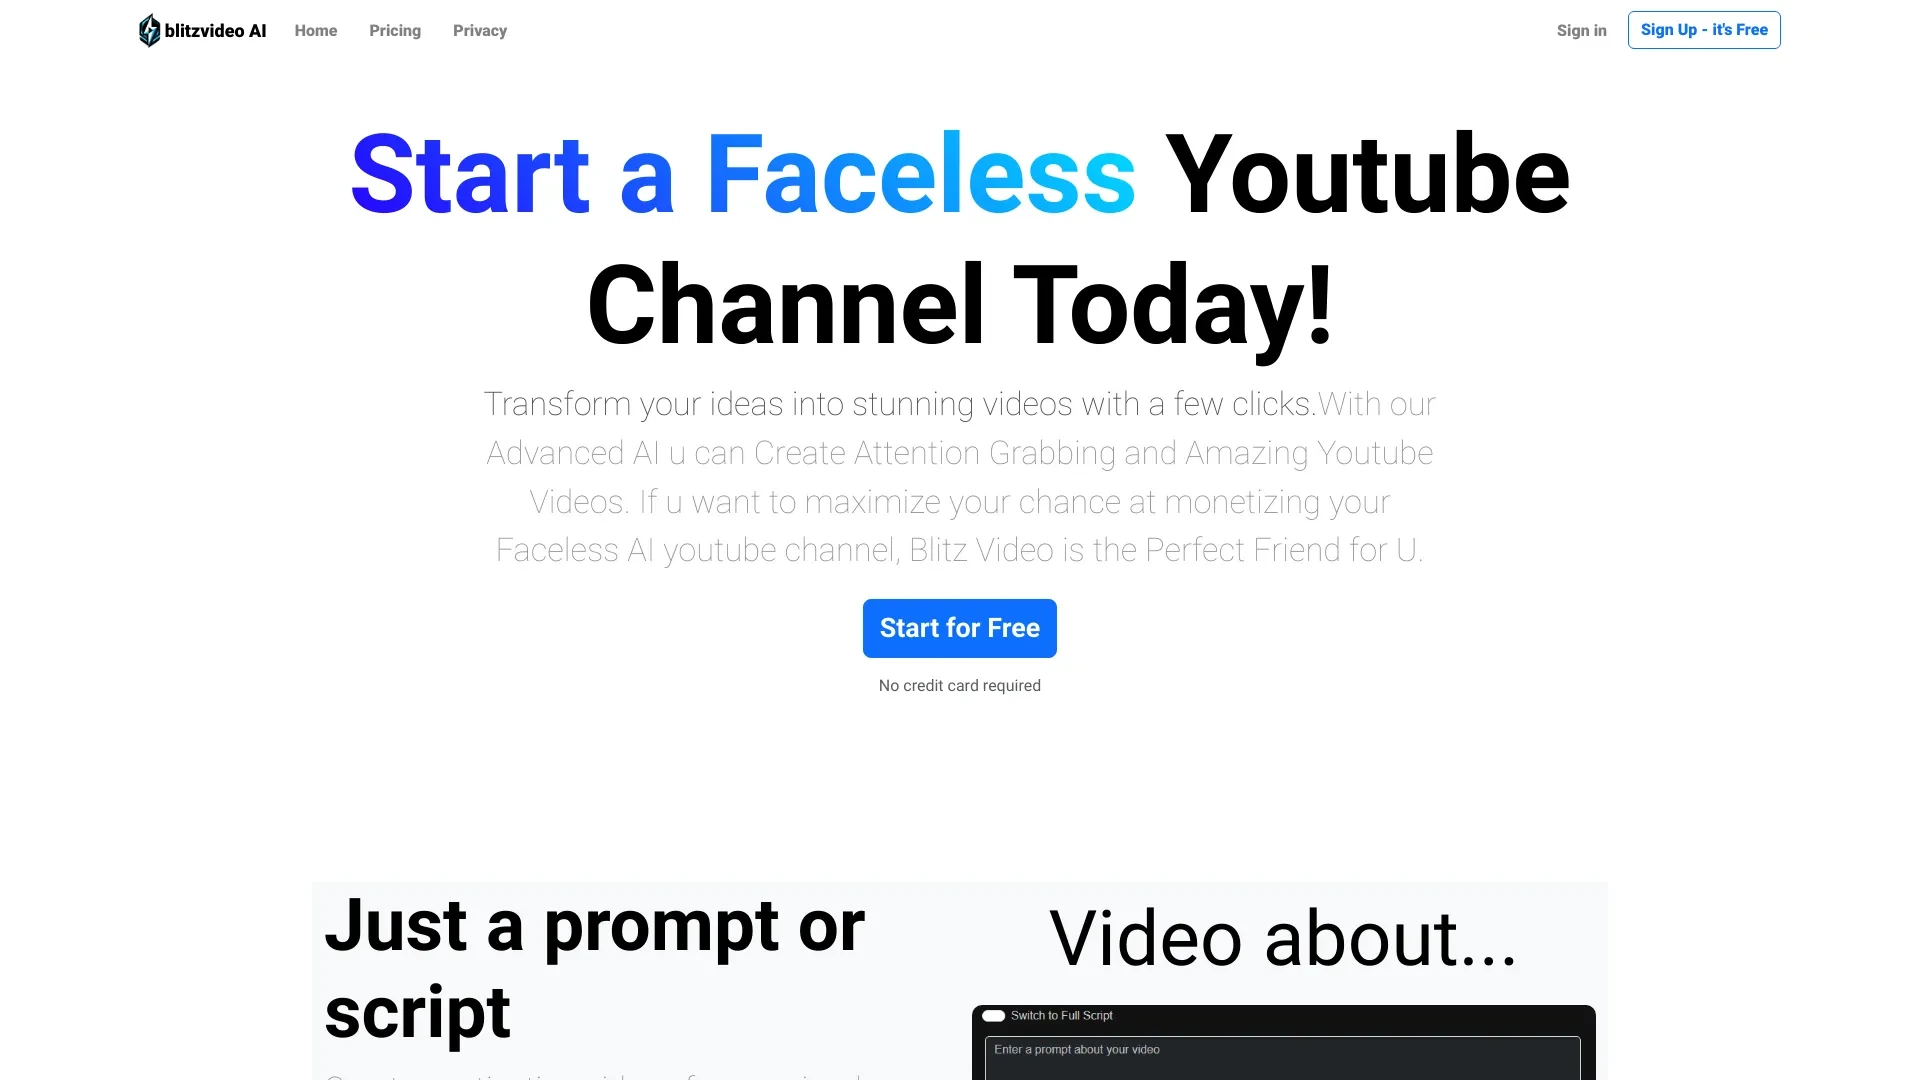 blitzvideo AI
Home
Pricing
Privacy
Sign in
Sign Up - it's Free
Start a Faceless Youtube
Channel Today!
Transform your ideas into stunning videos with a few clicks.With our
Advanced AI u can Create Attention Grabbing and Amazing Youtube
Videos. If u want to maximize your chance at monetizing your
Faceless AI youtube channel, Blitz Video is the Perfect Friend for U.
Start for Free
No credit card required
Just a prompt or
script
Video about...
Switch to Full Script
Enter a prompt about your video